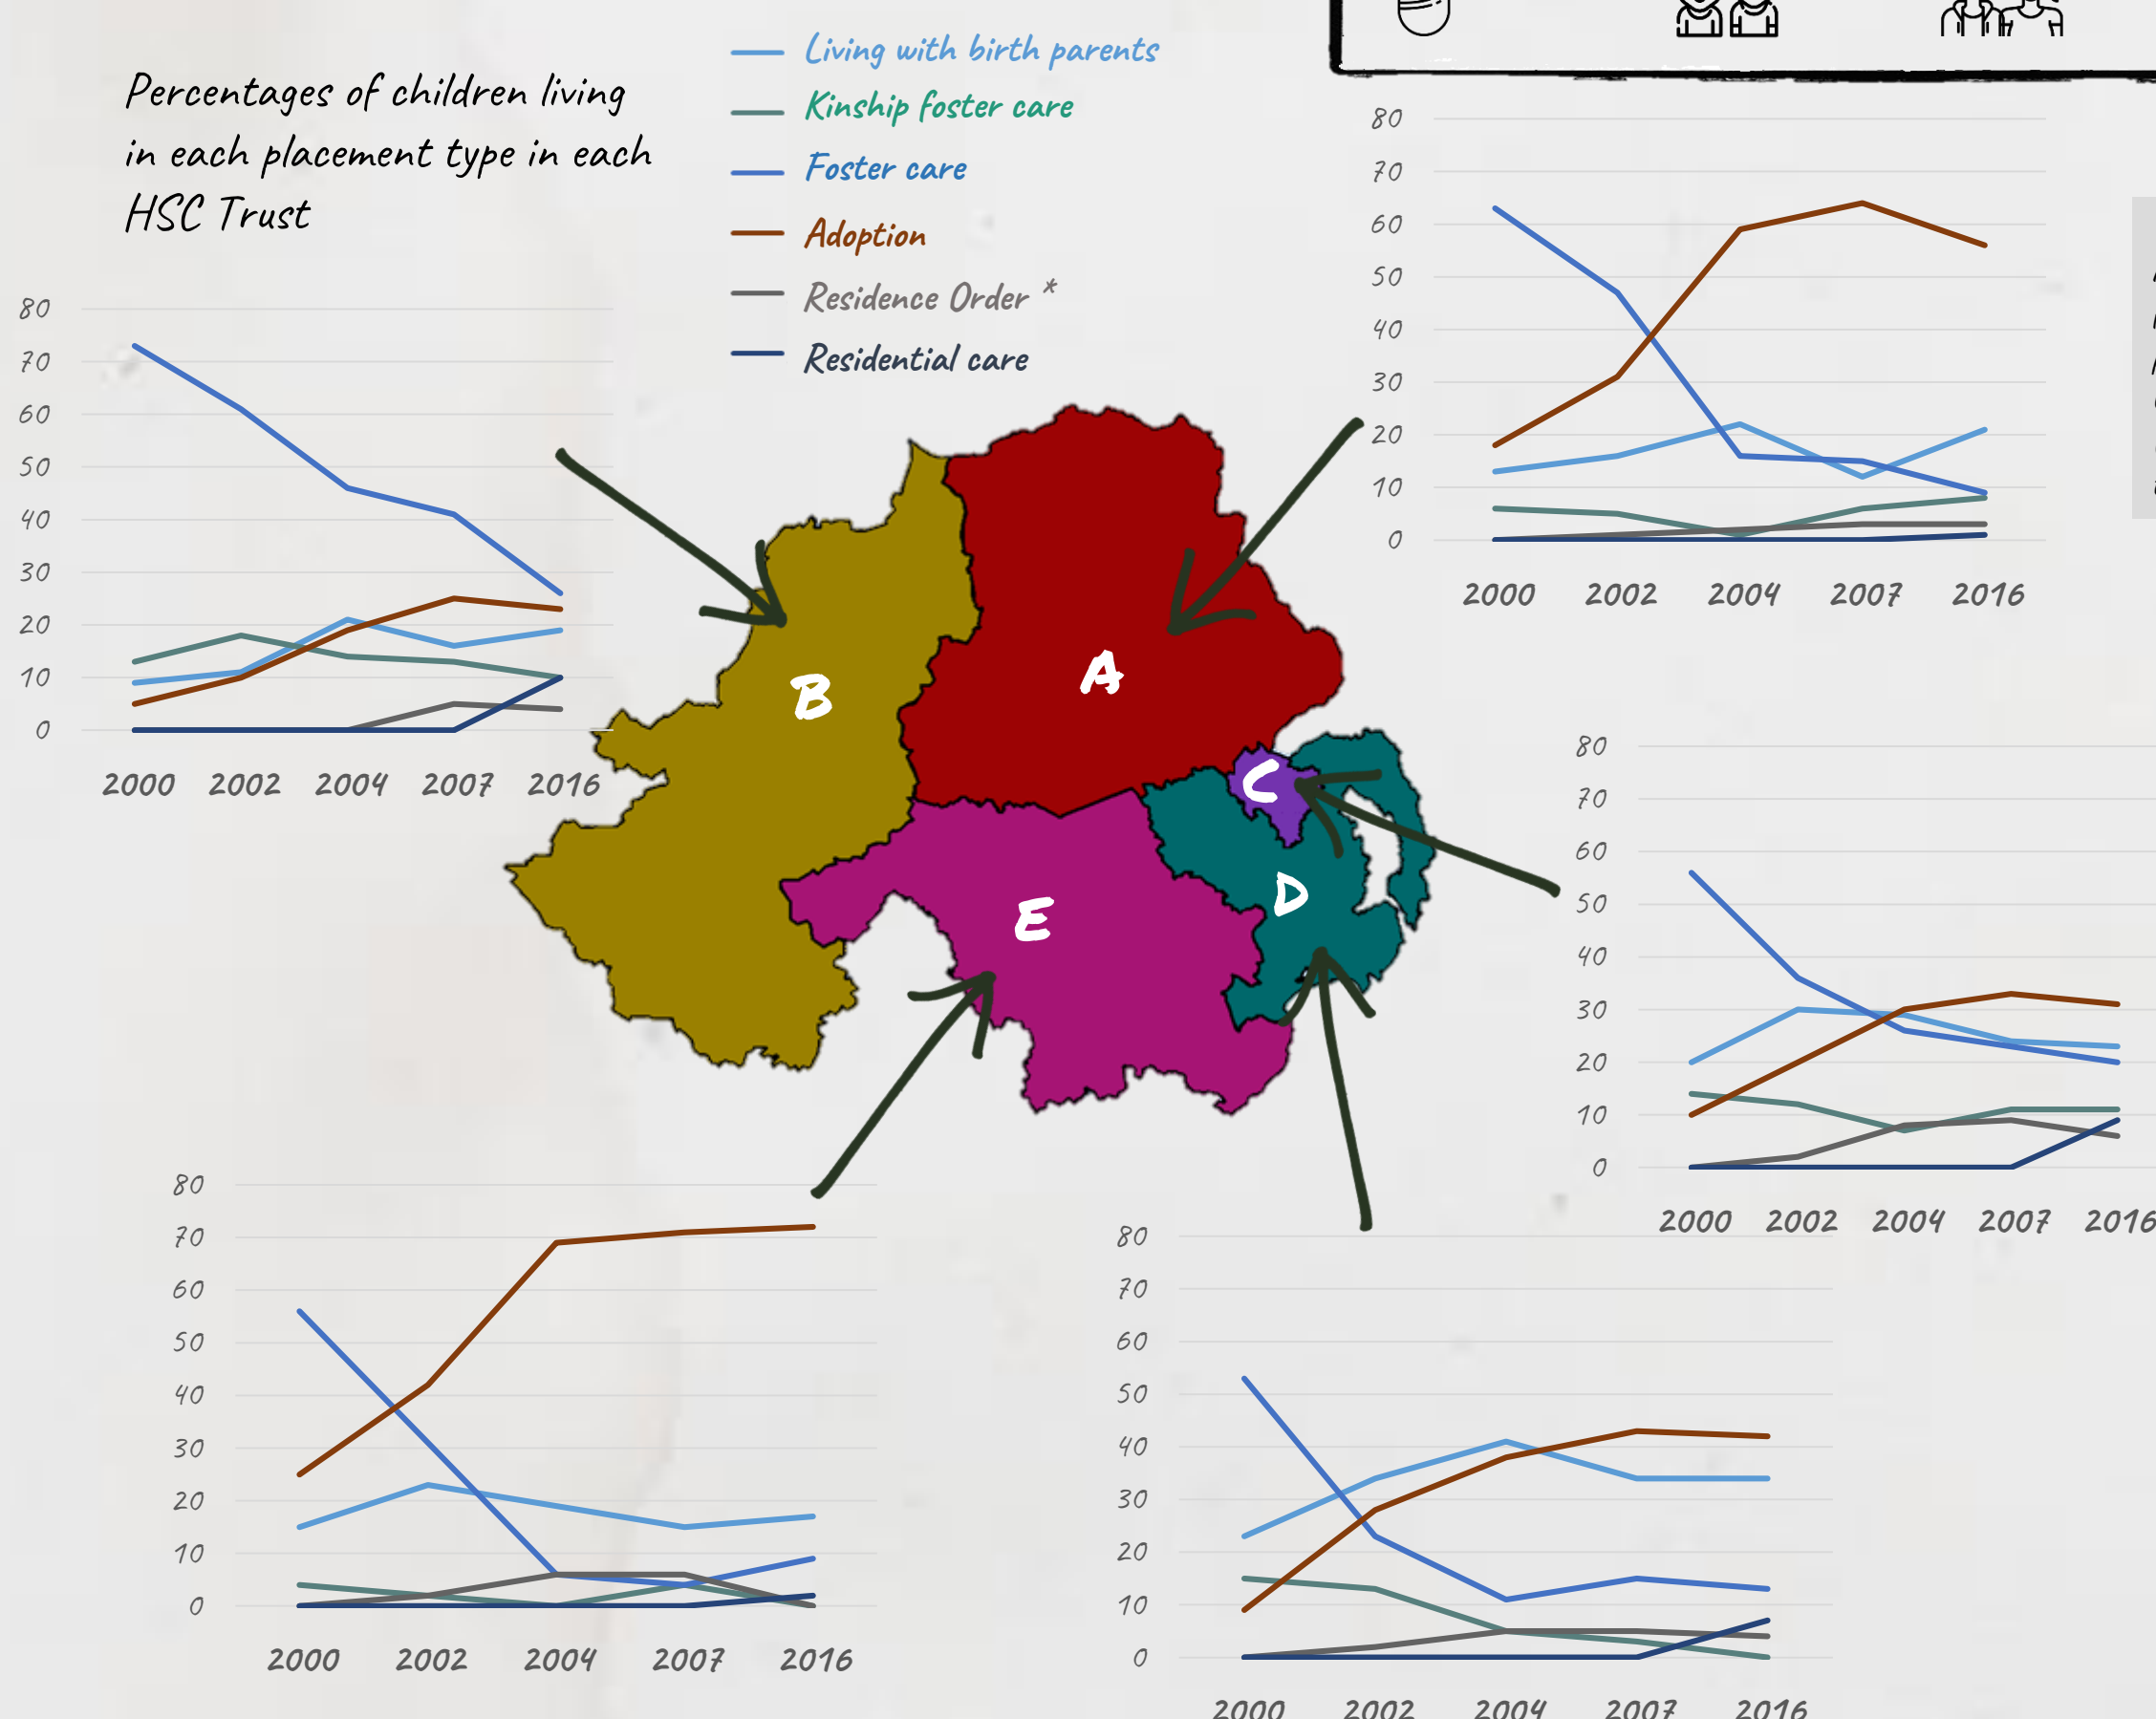 Percentages of children living
in each placement type in each
HSC Trust
Living with birth parents
Kinship foster care
Foster care
Adoption
Residence Order *
Residential care
80
70
60
50
40
30
20
10
0
2000 2002 2004 2007 2016
80
70
60
50
40
30
20
10
0
2000 2002 2004 2007 2016
B
A
C
D
E
80
70
60
50
40
30
20
10
0
2000 2002 2004 2007 2016
80
70
60
50
40
30
20
10
0
2000 2002 2004 2007 2016
80
70
60
50
40
30
20
10
0
2000 2002 2004 2007 2016